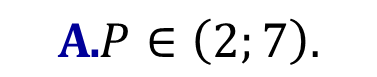 A.P ∈ (2; 7).